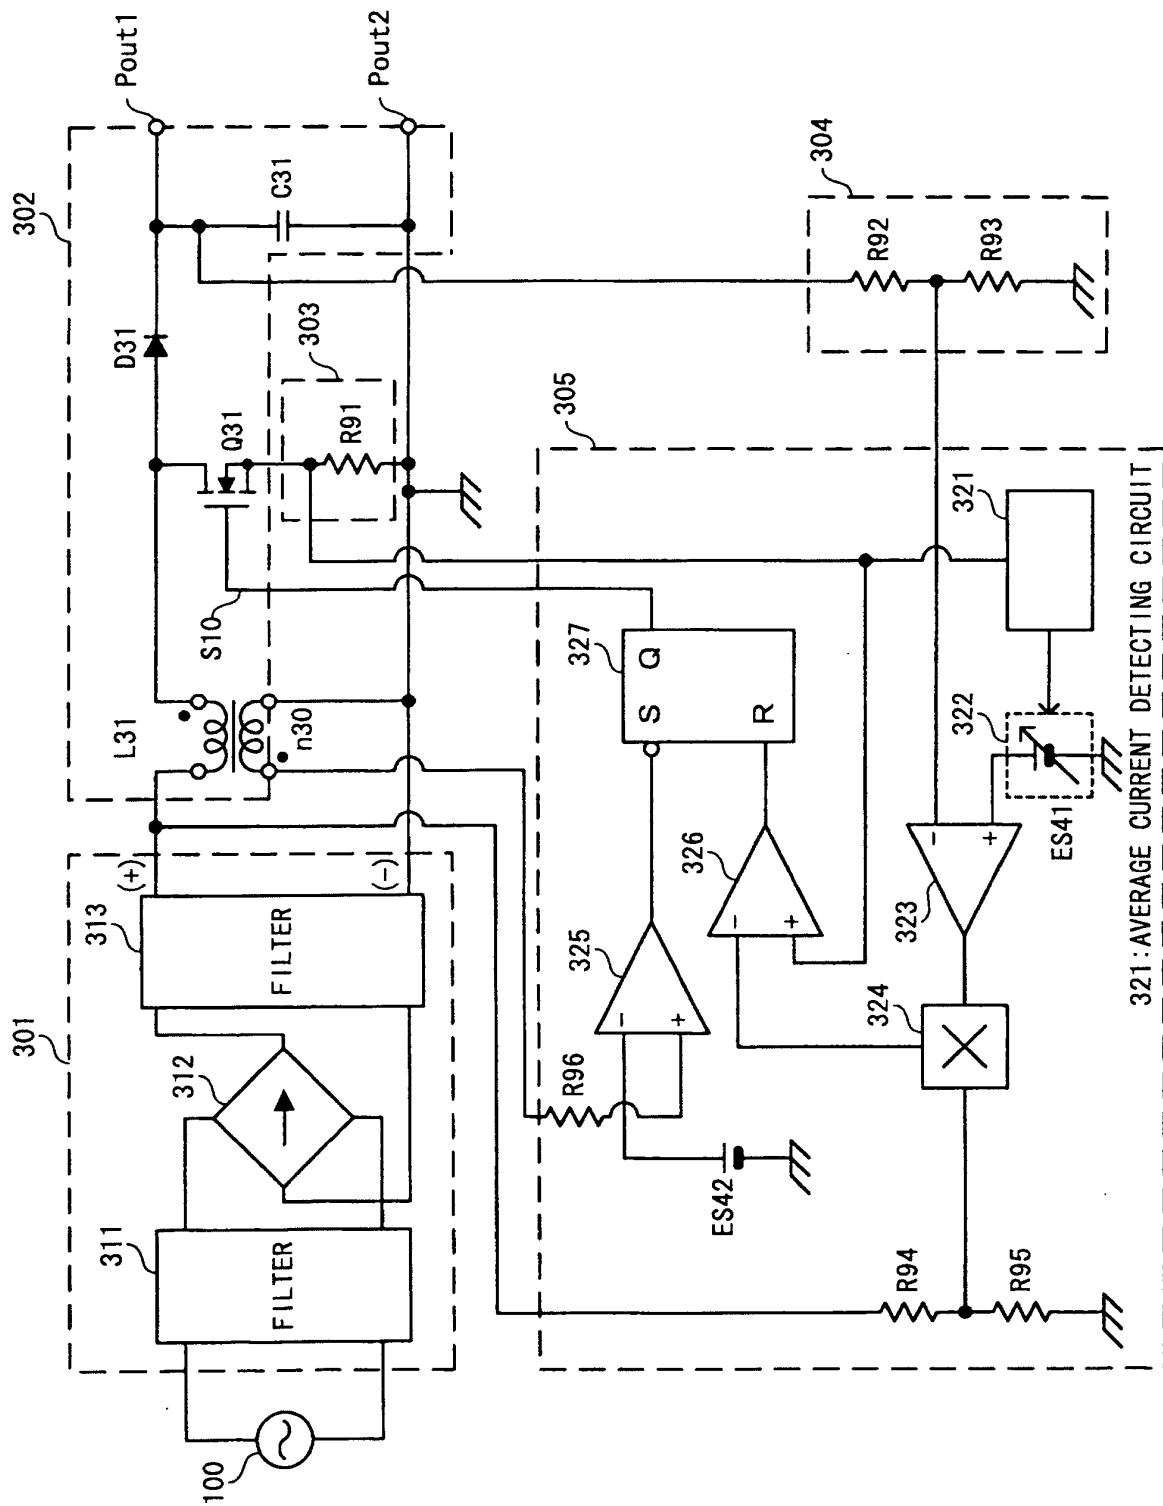 100
301
311
FILTER
312
313
FILTER
(+)
(-)
302
L31
n30
S10
Q31
D31
303
R91
C31
Pout1
Pout2
304
R92
R93
305
R96
ES42
325
-
+
326
-
+
327
S
Q
R
R94
R95
324
323
-
+
322
ES41
321
321:AVERAGE CURRENT DETECTING CIRCUIT